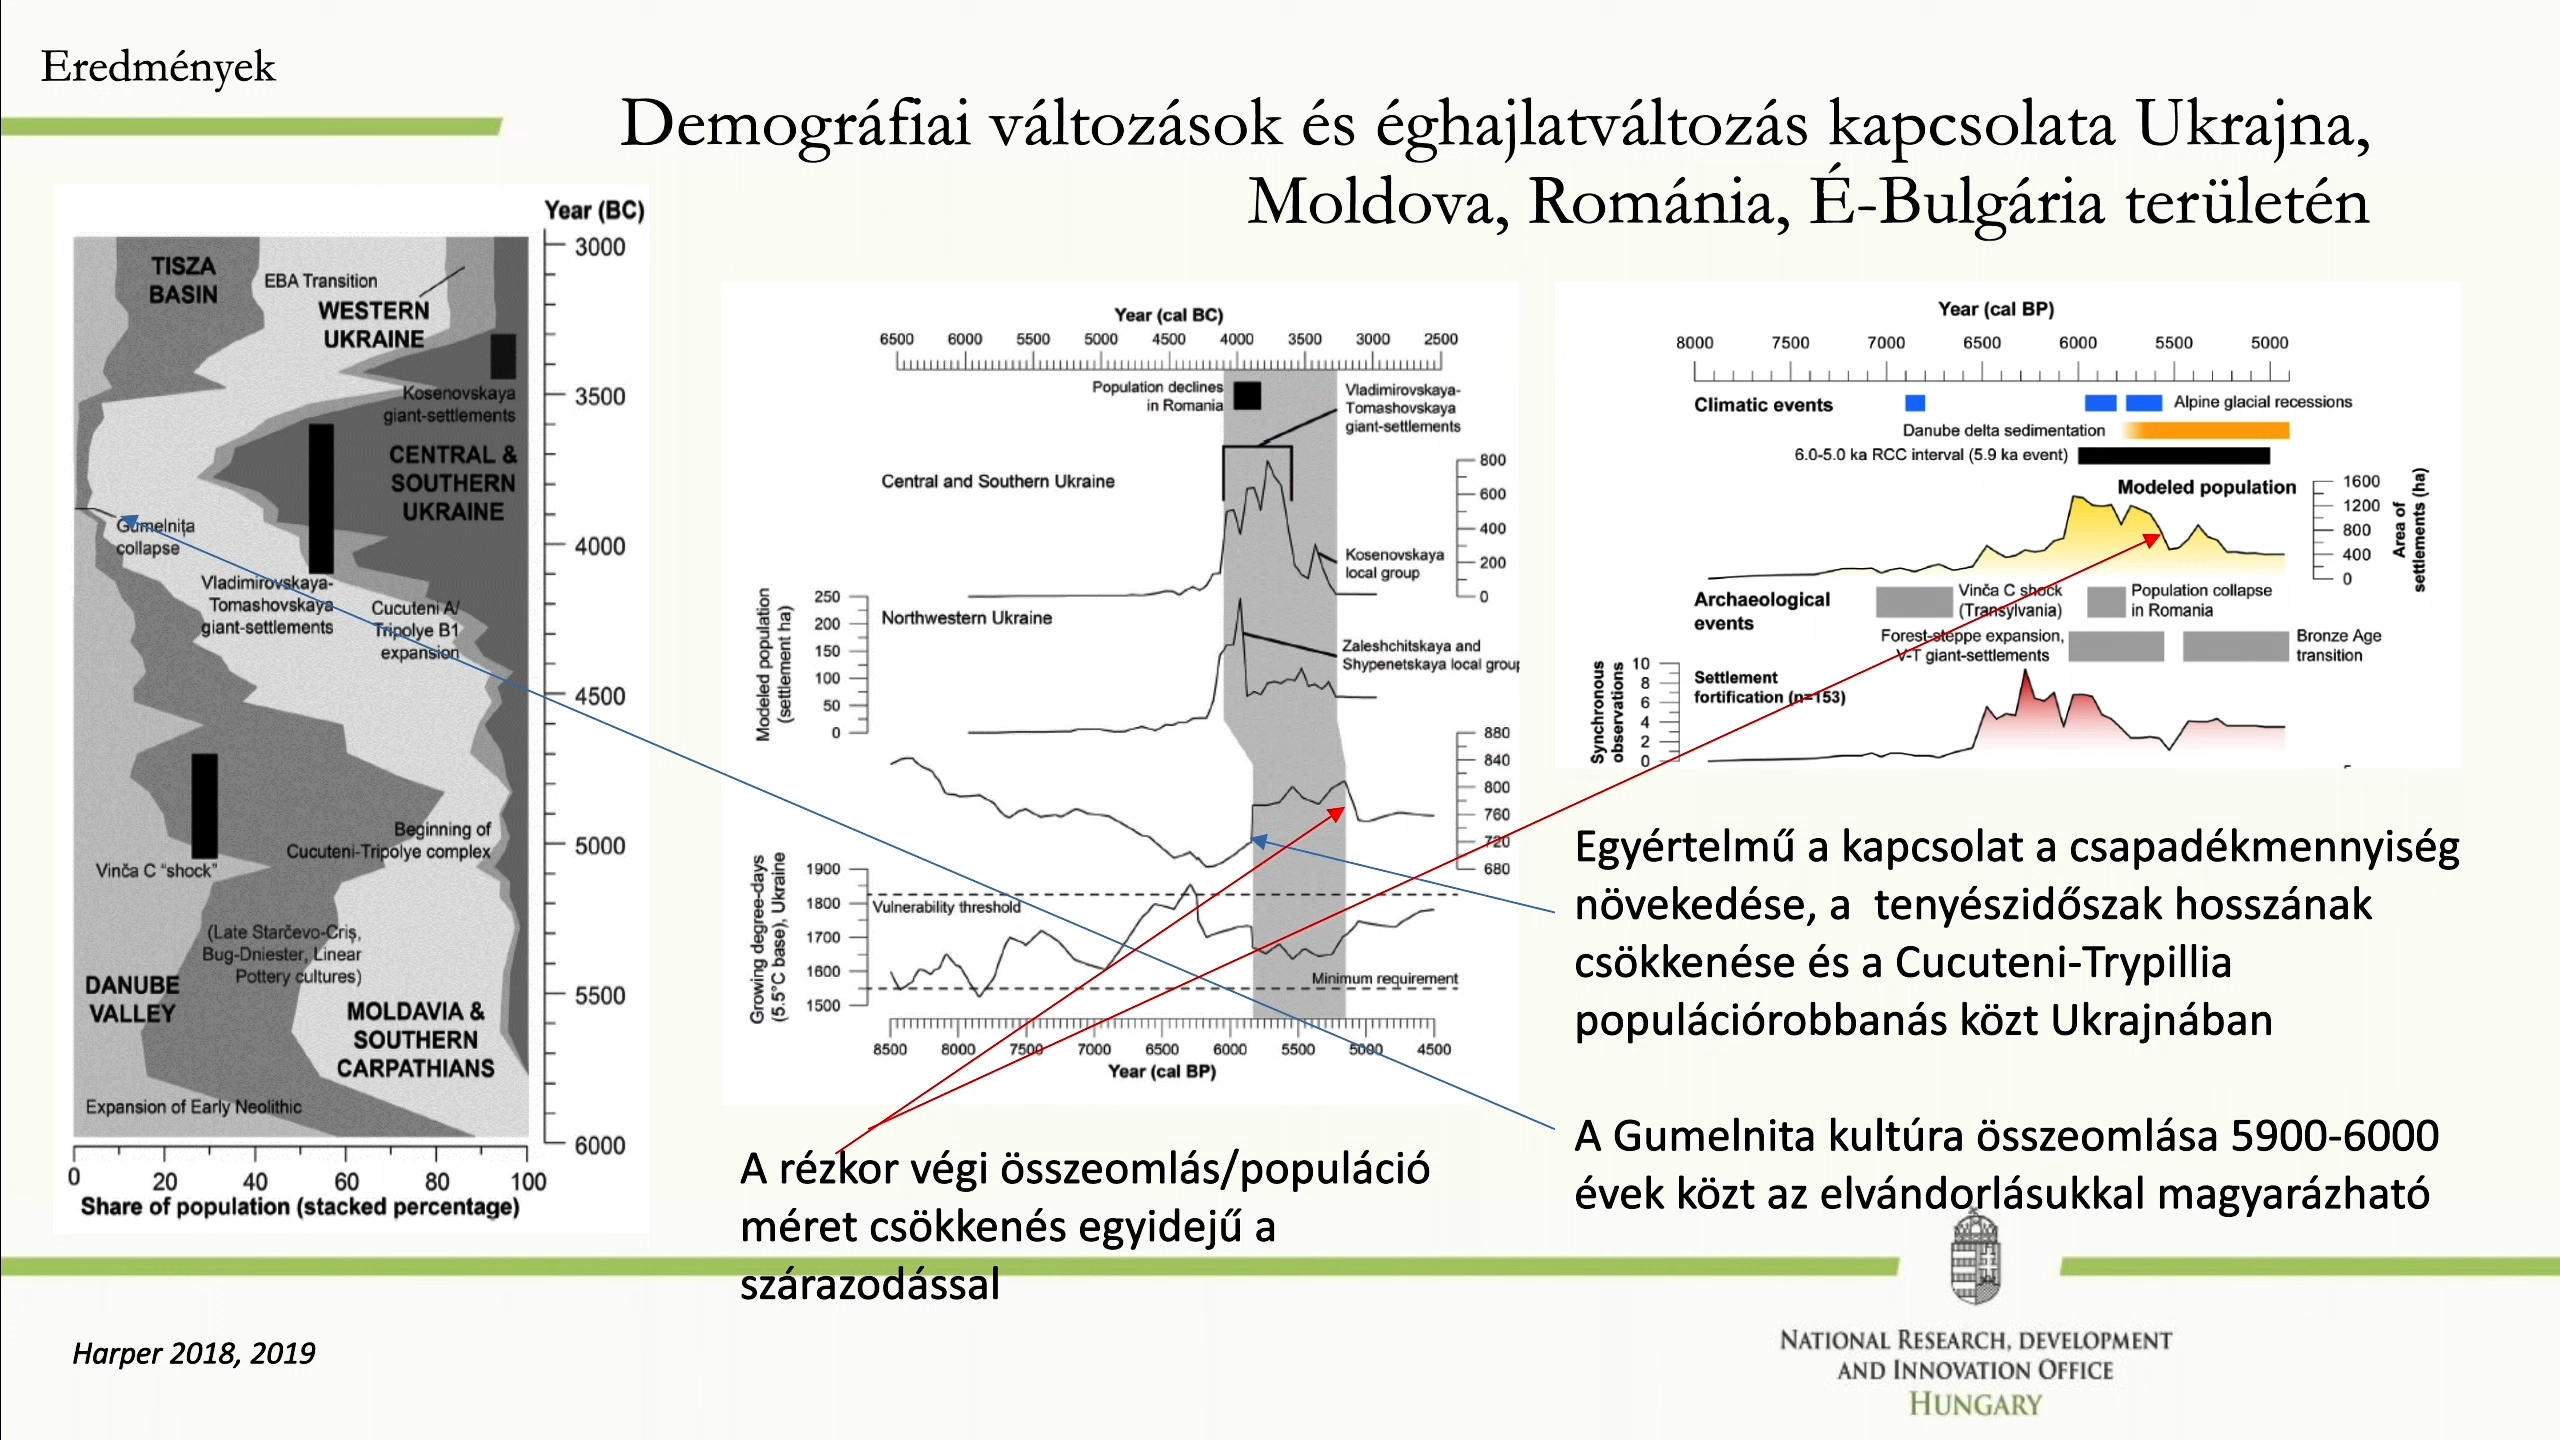 Eredmények
Demográfiai változások és éghajlatváltozás kapcsolata Ukrajna,
Moldova, Románia, É-Bulgária területén
Year (BC)
3000
3500
4000
4500
5000
5500
6000
TISZA
BASIN
EBA Transition
WESTERN
UKRAINE
Kosenovskaya
giant-settlements
CENTRAL &
SOUTHERN
UKRAINE
Gumelnița
collapse
Vladimirovskaya-
Tomashovskaya
giant-settlements
Cucuteni A/
Tripolye B1
expansion
Beginning of
Cucuteni-Tripolye complex
Vinča C "shock"
(Late Starčevo-Criș,
Bug-Dniester, Linear
Pottery cultures)
DANUBE
VALLEY
MOLDAVIA &
SOUTHERN
CARPATHIANS
Expansion of Early Neolithic
0 20 40 60 80 100
Share of population (stacked percentage)
Year (cal BC)
6500 6000 5500 5000 4500 4000 3500 3000 2500
Population declines
in Romania
Vladimirovskaya-
Tomashovskaya
giant-settlements
Central and Southern Ukraine
800
600
400
200
0
Kosenovskaya
local group
Modeled population
(settlement ha)
250
200
150
100
50
0
Northwestern Ukraine
Zaleshchitskaya and
Shypenetskaya local group
880
840
800
760
720
680
Growing degree-days
(5.5°C base), Ukraine
1900
1800
1700
1600
1500
Vulnerability threshold
Minimum requirement
8500 8000 7500 7000 6500 6000 5500 5000 4500
Year (cal BP)
Year (cal BP)
8000 7500 7000 6500 6000 5500 5000
Climatic events
Alpine glacial recessions
Danube delta sedimentation
6.0-5.0 ka RCC interval (5.9 ka event)
Modeled population
1600
1200
800
400
0
Area of
settlements (ha)
Archaeological
events
Vinča C shock
(Transylvania)
Population collapse
in Romania
Forest-steppe expansion,
V-T giant-settlements
Bronze Age
transition
Synchronous
observations
10
8
6
4
2
0
Settlement
fortification (n=153)
Egyértelmű a kapcsolat a csapadékmennyiség
növekedése, a tenyészidőszak hosszának
csökkenése és a Cucuteni-Trypillia
populációrobbanás közt Ukrajnában
A Gumelnita kultúra összeomlása 5900-6000
évek közt az elvándorlásukkal magyarázható
A rézkor végi összeomlás/populáció
méret csökkenés egyidejű a
szárazodással
Harper 2018, 2019
NATIONAL RESEARCH, DEVELOPMENT
AND INNOVATION OFFICE
HUNGARY